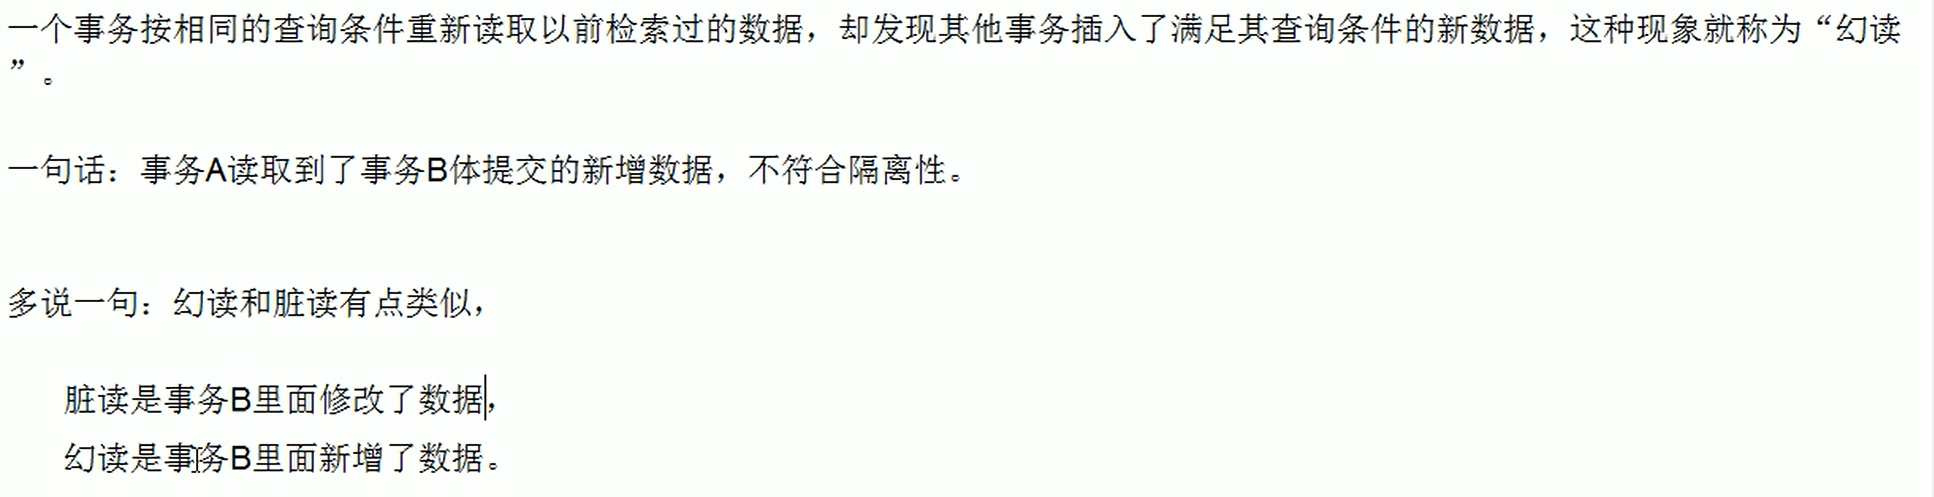 一个事务按相同的查询条件重新读取以前检索过的数据，却发现其他事务插入了满足其查询条件的新数据，这种现象就称为“幻读
”。
一句话：事务A读取到了事务B体提交的新增数据，不符合隔离性。
多说一句：幻读和脏读有点类似，
脏读是事务B里面修改了数据，
幻读是事务B里面新增了数据。